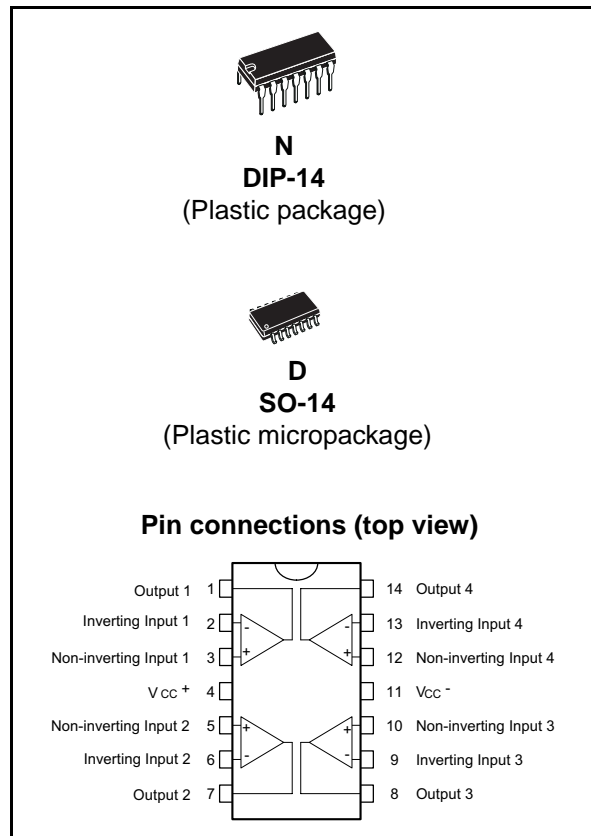 N
DIP-14
(Plastic package)
D
SO-14
(Plastic micropackage)
Pin connections (top view)
Output 1 1 14 Output 4
Inverting Input 1 2 - - 13 Inverting Input 4
Non-inverting Input 1 3 + + 12 Non-inverting Input 4
VCC + 4 11 VCC -
Non-inverting Input 2 5 + + 10 Non-inverting Input 3
Inverting Input 2 6 - - 9 Inverting Input 3
Output 2 7 8 Output 3